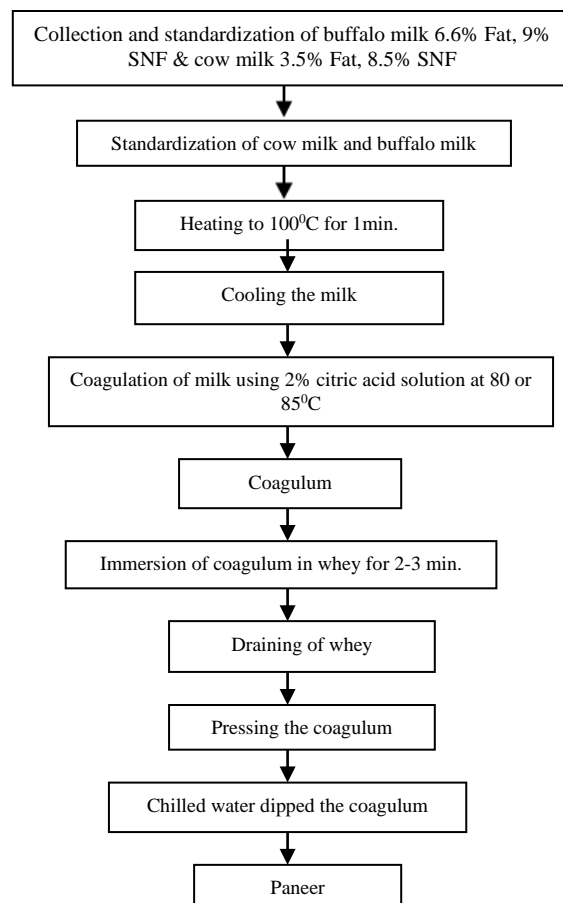 Collection and standardization of buffalo milk 6.6% Fat, 9%
SNF & cow milk 3.5% Fat, 8.5% SNF
Standardization of cow milk and buffalo milk
Heating to 100⁰C for 1min.
Cooling the milk
Coagulation of milk using 2% citric acid solution at 80 or
85⁰C
Coagulum
Immersion of coagulum in whey for 2-3 min.
Draining of whey
Pressing the coagulum
Chilled water dipped the coagulum
Paneer